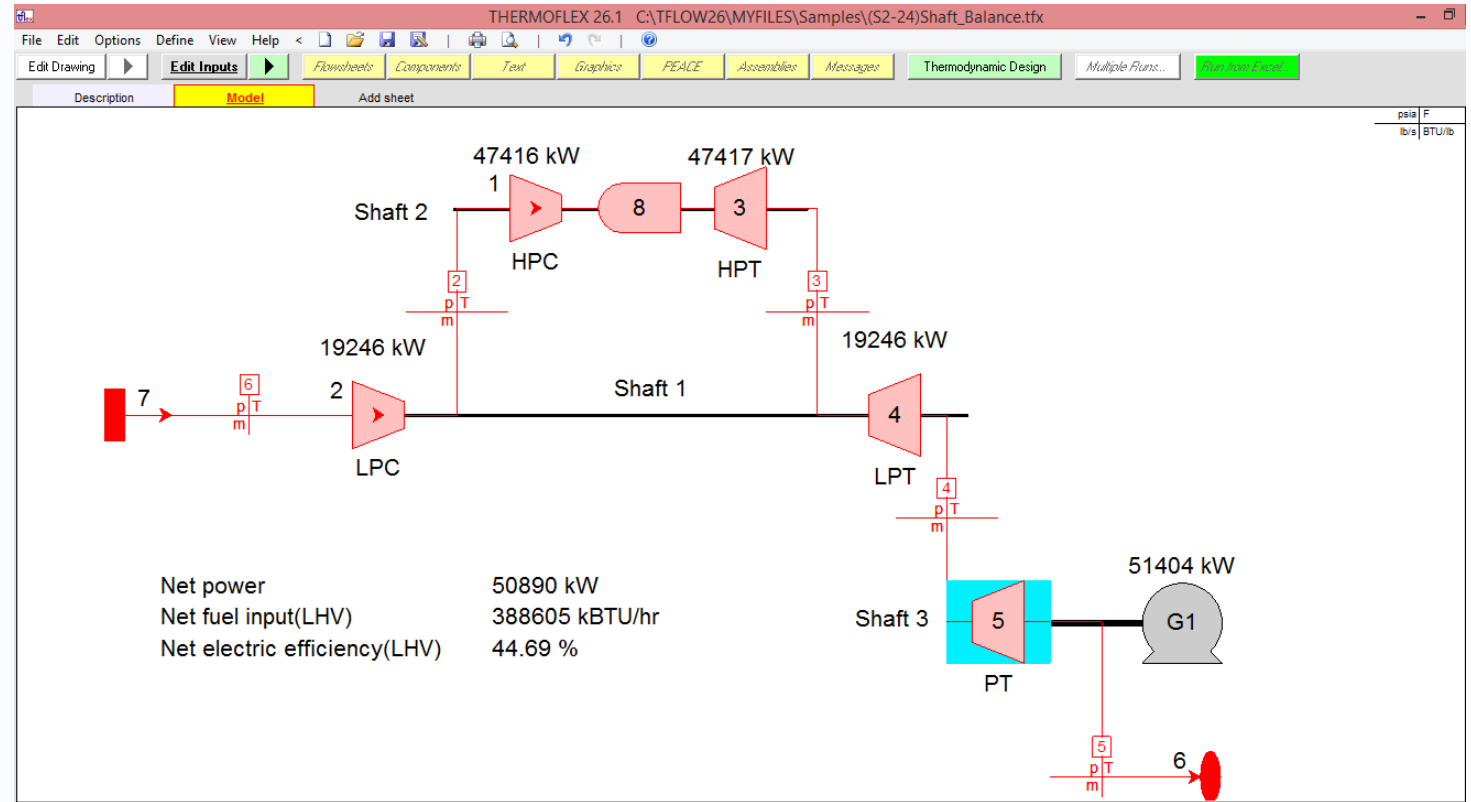 THERMOFLEX 26.1 C:\TFLOW26\MYFILES\Samples\(S2-24)Shaft_Balance.tfx
File Edit Options Define View Help <
Edit Drawing Edit Inputs Flowsheets Components Text Graphics PEACE Assemblies Messages Thermodynamic Design Multiple Runs... Run from Excel...
Description Model Add sheet
psia F
lb/s BTU/lb
47416 kW 47417 kW
1
Shaft 2 8 3
HPC HPT
2 3
p T p T
m m
19246 kW 19246 kW
7 6 2 Shaft 1 4
p T
m
LPC LPT
4
p T
m
51404 kW
Net power 50890 kW
Net fuel input(LHV) 388605 kBTU/hr
Net electric efficiency(LHV) 44.69 %
Shaft 3 5 G1
PT
5
p T 6
m